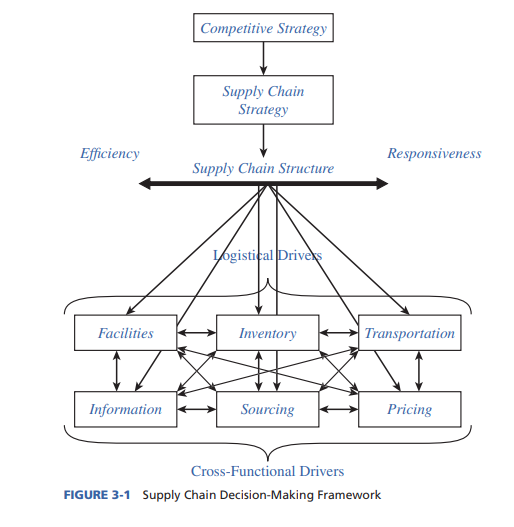 Competitive Strategy
Supply Chain
Strategy
Efficiency
Responsiveness
Supply Chain Structure
Logistical Drivers
Facilities
Inventory
Transportation
Information
Sourcing
Pricing
Cross-Functional Drivers
FIGURE 3-1 Supply Chain Decision-Making Framework